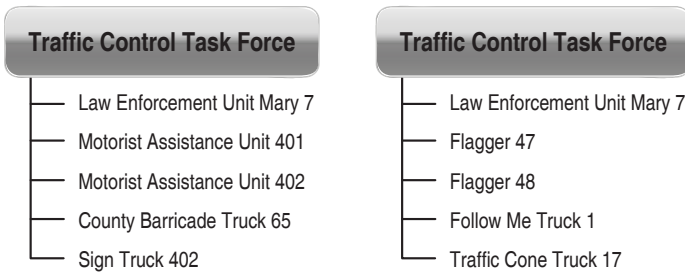 Traffic Control Task Force
Law Enforcement Unit Mary 7
Motorist Assistance Unit 401
Motorist Assistance Unit 402
County Barricade Truck 65
Sign Truck 402
Traffic Control Task Force
Law Enforcement Unit Mary 7
Flagger 47
Flagger 48
Follow Me Truck 1
Traffic Cone Truck 17